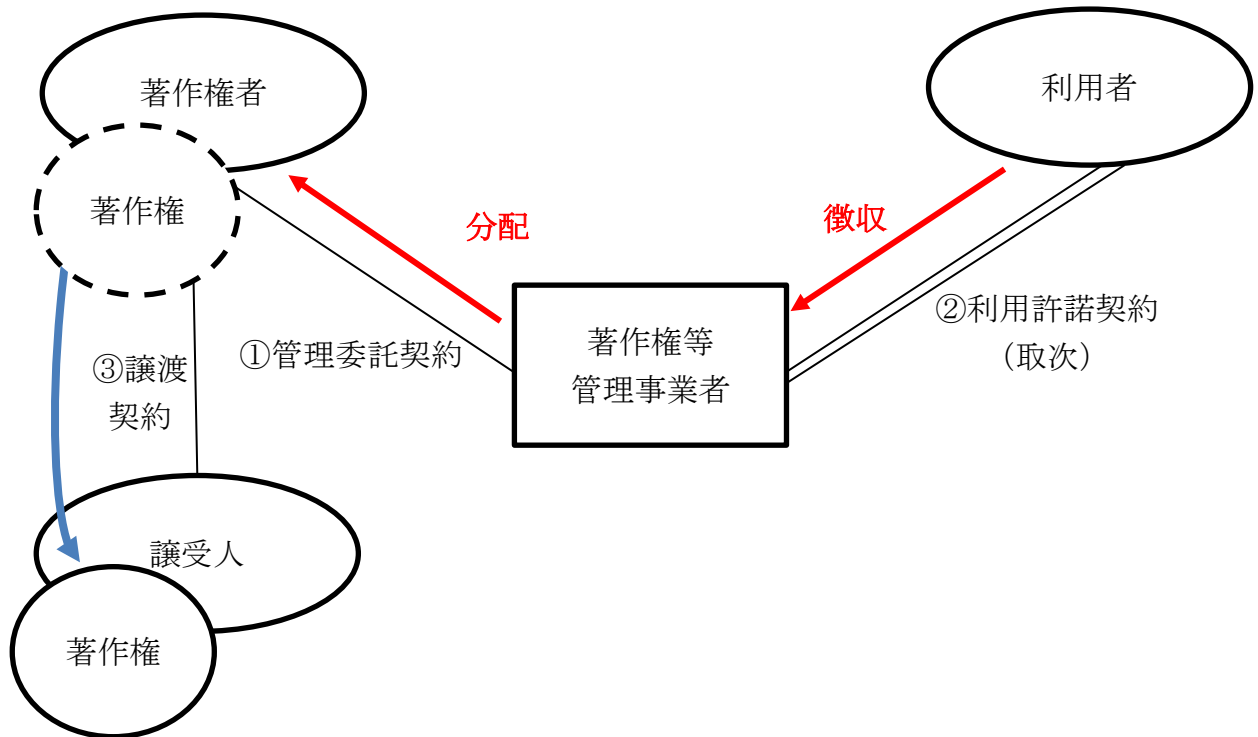 著作権者
利用者
著作権
分配
徴収
②利用許諾契約
（取次）
著作権等
管理事業者
①管理委託契約
③譲渡
契約
譲受人
著作権